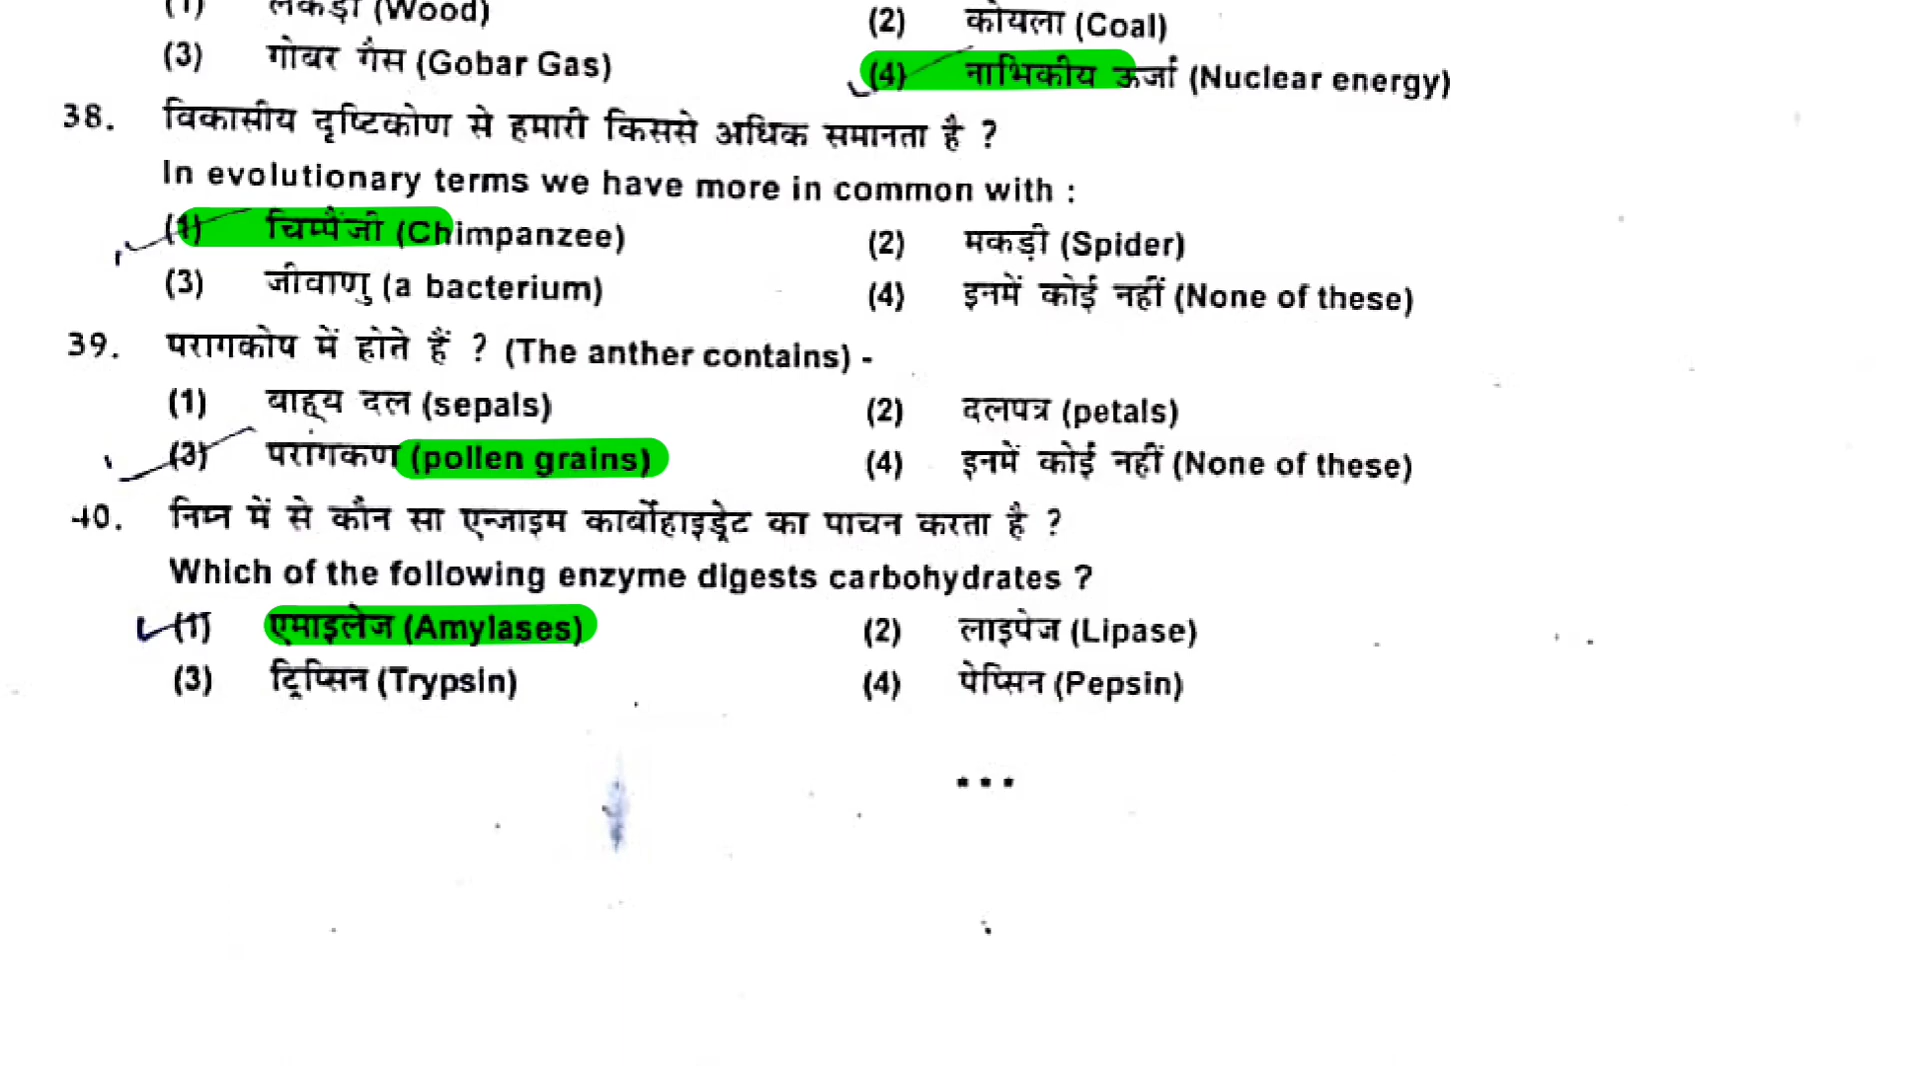 (1) लकड़ी (Wood) (2) कोयला (Coal)
(3) गोबर गैस (Gobar Gas) (4) नाभिकीय ऊर्जा (Nuclear energy)
38. विकासीय दृष्टिकोण से हमारी किससे अधिक समानता है ?
In evolutionary terms we have more in common with :
(1) चिम्पैंजी (Chimpanzee) (2) मकड़ी (Spider)
(3) जीवाणु (a bacterium) (4) इनमें कोई नहीं (None of these)
39. परागकोष में होते हैं ? (The anther contains) -
(1) बाह्य दल (sepals) (2) दलपत्र (petals)
(3) परागकण (pollen grains) (4) इनमें कोई नहीं (None of these)
40. निम्न में से कौन सा एन्जाइम कार्बोहाइड्रेट का पाचन करता है ?
Which of the following enzyme digests carbohydrates ?
(1) एमाइलेज (Amylases) (2) लाइपेज (Lipase)
(3) ट्रिप्सिन (Trypsin) (4) पेप्सिन (Pepsin)
•••